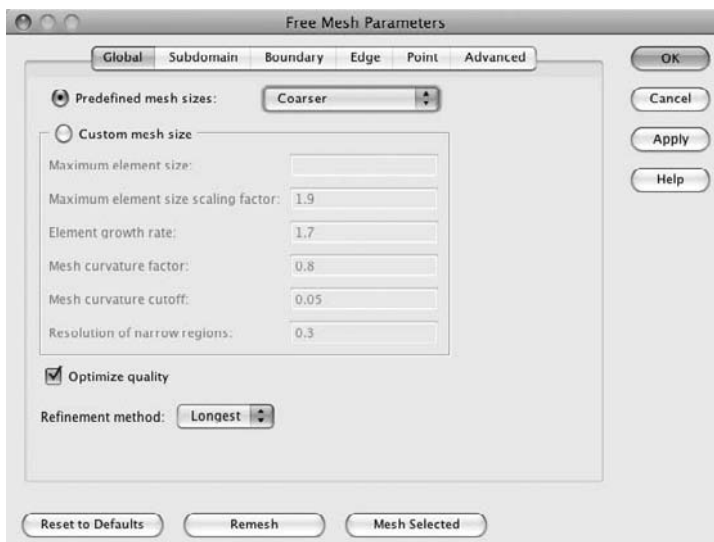 Free Mesh Parameters
Global Subdomain Boundary Edge Point Advanced
OK
Predefined mesh sizes: Coarser
Cancel
Custom mesh size
Apply
Maximum element size:
Help
Maximum element size scaling factor: 1.9
Element growth rate: 1.7
Mesh curvature factor: 0.8
Mesh curvature cutoff: 0.05
Resolution of narrow regions: 0.3
Optimize quality
Refinement method: Longest
Reset to Defaults Remesh Mesh Selected